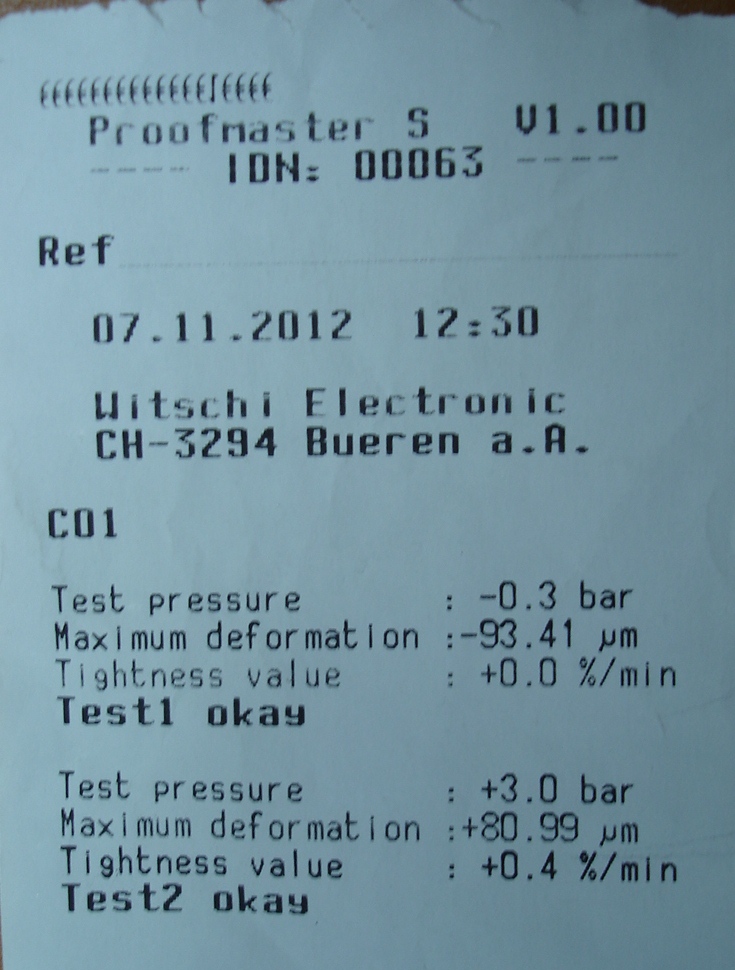 Proofmaster S V1.00
---- IDN: 00063 ----
Ref
07.11.2012 12:30
Witschi Electronic
CH-3294 Bueren a.A.
C01
Test pressure : -0.3 bar
Maximum deformation :-93.41 µm
Tightness value : +0.0 %/min
Test1 okay
Test pressure : +3.0 bar
Maximum deformation :+80.99 µm
Tightness value : +0.4 %/min
Test2 okay